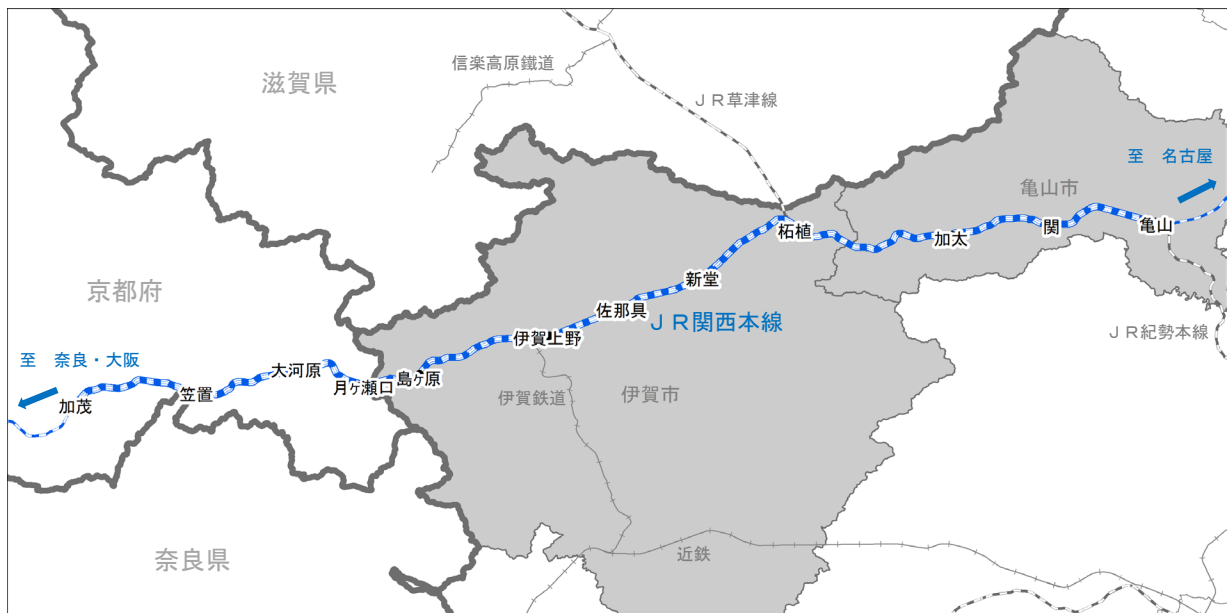 信楽高原鐵道
滋賀県
ＪＲ草津線
至　名古屋
亀山市
柘植
加太
関
亀山
新堂
京都府
佐那具
ＪＲ関西本線
伊賀上野
ＪＲ紀勢本線
至　奈良・大阪
大河原
月ヶ瀬口
島ヶ原
笠置
伊賀鉄道
伊賀市
加茂
近鉄
奈良県